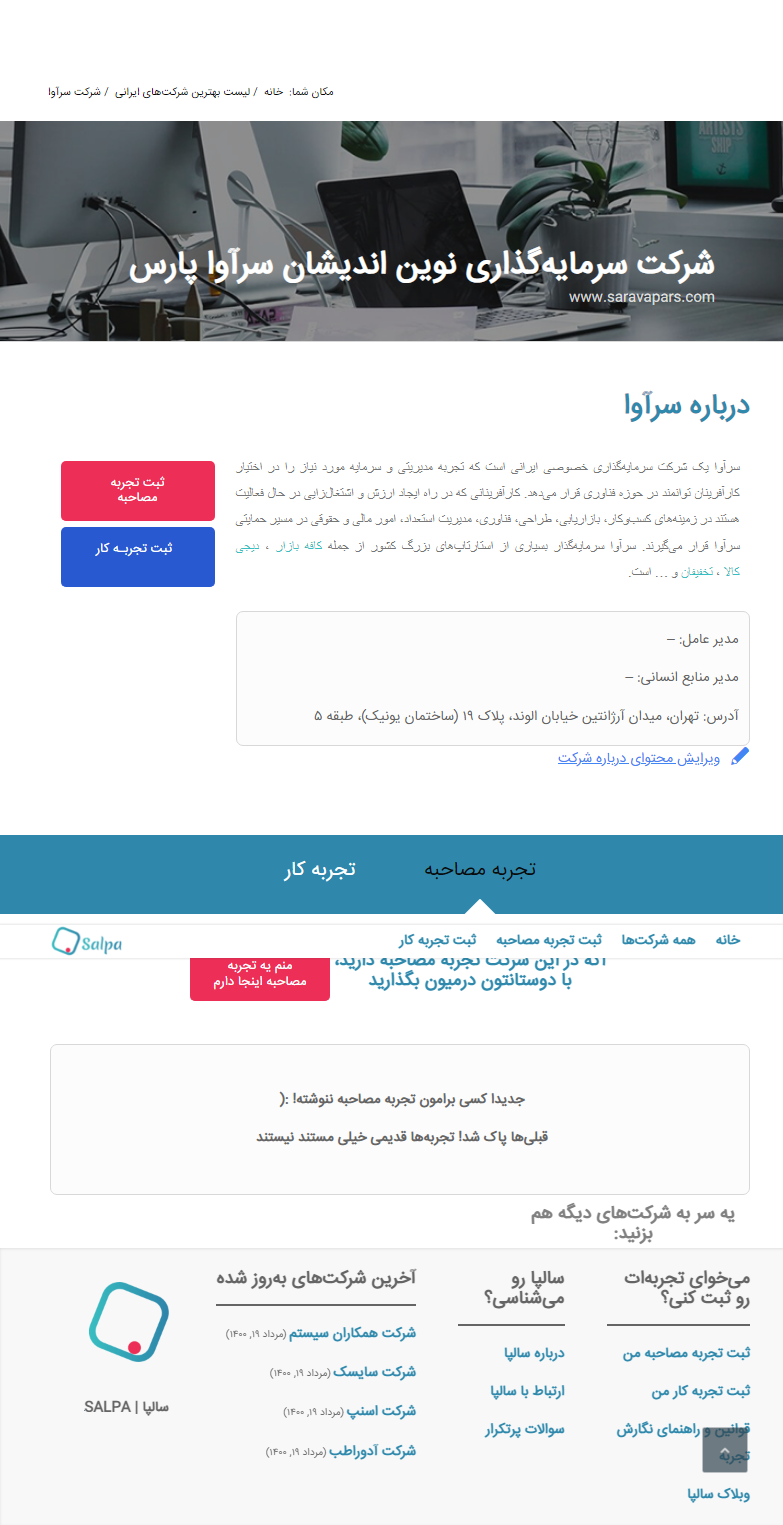 مکان شما: خانه / لیست بهترین شرکت‌های ایرانی / شرکت سرآوا
ARTISTS
SHIP
شرکت سرمایه‌گذاری نوین اندیشان سرآوا پارس
www.saravapars.com
درباره سرآوا
سرآوا یک شرکت سرمایه‌گذاری خصوصی ایرانی است که تجربه مدیریتی و سرمایه مورد نیاز را در اختیار
کارآفرینان توانمند در حوزه فناوری قرار می‌دهد. کارآفرینانی که در راه ایجاد ارزش و اشتغال‌زایی در حال فعالیت
هستند در زمینه‌های کسب‌وکار، بازاریابی، طراحی، فناوری، مدیریت استعداد، امور مالی و حقوقی در مسیر حمایتی
سرآوا قرار می‌گیرند. سرآوا سرمایه‌گذار بسیاری از استارتاپ‌های بزرگ کشور از جمله کافه بازار ، دیجی
کالا ، تخفیفان و … است.
ثبت تجربه
مصاحبه
ثبت تجربـه کار
مدیر عامل: –
مدیر منابع انسانی: –
آدرس: تهران، میدان آرژانتین خیابان الوند، پلاک ۱۹ (ساختمان یونیک)، طبقه ۵
ویرایش محتوای درباره شرکت
تجربه مصاحبه
تجربه کار
خانه
همه شرکت‌ها
ثبت تجربه مصاحبه
ثبت تجربه کار
Salpa
اگه در این شرکت تجربه مصاحبه دارید،
با دوستانتون درمیون بگذارید
منم یه تجربه
مصاحبه اینجا دارم
جدیدا کسی برامون تجربه مصاحبه ننوشته! :(
قبلی‌ها پاک شد! تجربه‌ها قدیمی خیلی مستند نیستند
یه سر به شرکت‌های دیگه هم
بزنید:
می‌خوای تجربه‌ات
رو ثبت کنی؟
ثبت تجربه مصاحبه من
ثبت تجربه کار من
قوانین و راهنمای نگارش
تجربه
وبلاک سالپا
سالپا رو
می‌شناسی؟
درباره سالپا
ارتباط با سالپا
سوالات پرتکرار
آخرین شرکت‌های به‌روز شده
شرکت همکاران سیستم (مرداد ۱۹, ۱۴۰۰)
شرکت سایسک (مرداد ۱۹, ۱۴۰۰)
شرکت اسنپ (مرداد ۱۹, ۱۴۰۰)
شرکت آدوراطب (مرداد ۱۹, ۱۴۰۰)
سالپا | SALPA